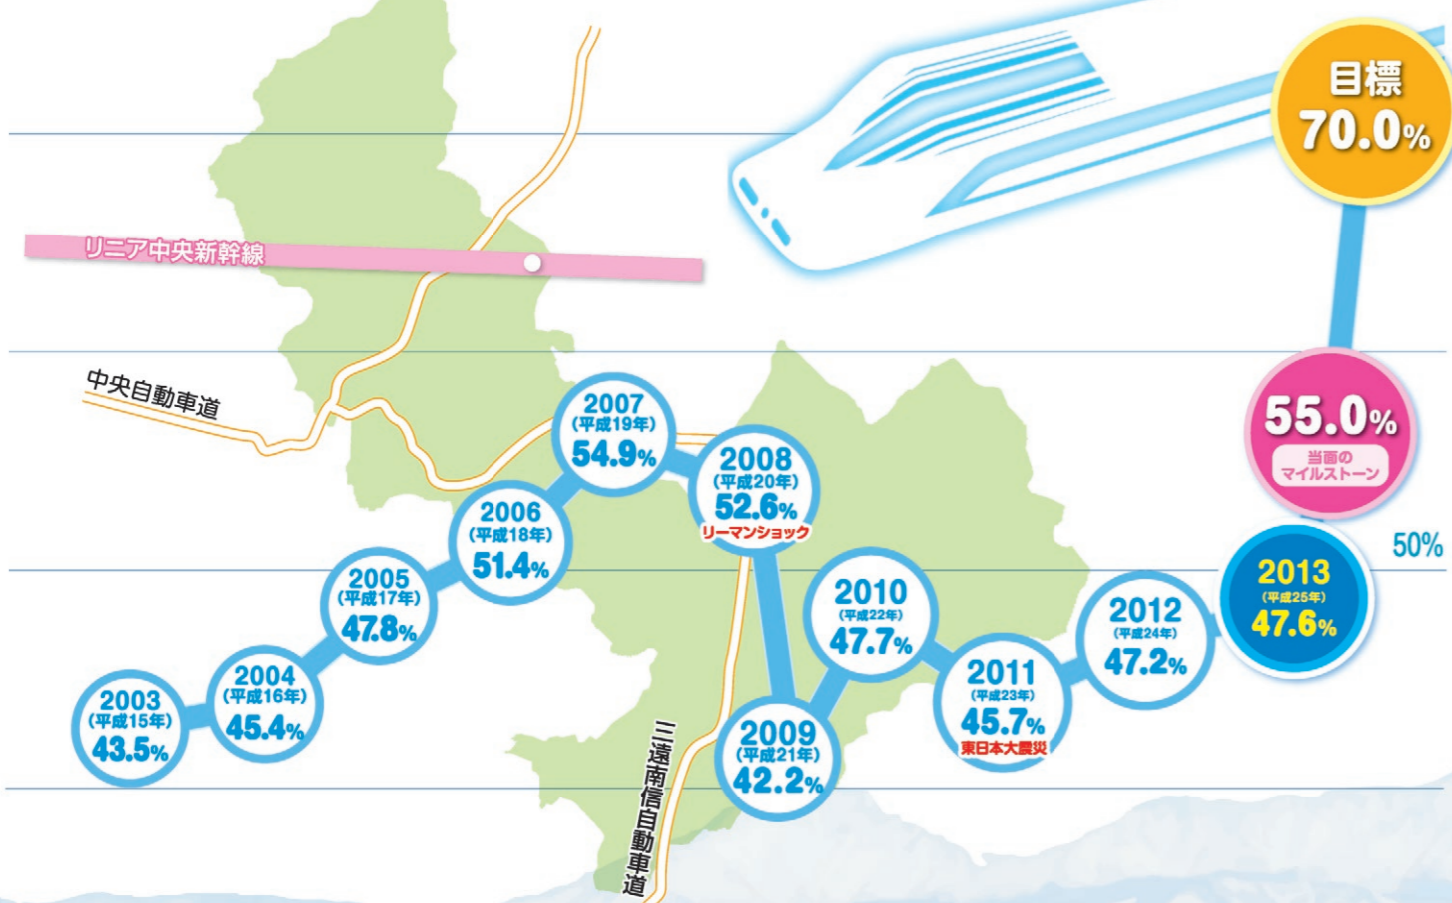 目標
70.0%
リニア中央新幹線
中央自動車道
55.0%
当面の
マイルストーン
50%
2003
(平成15年)
43.5%
2004
(平成16年)
45.4%
2005
(平成17年)
47.8%
2006
(平成18年)
51.4%
2007
(平成19年)
54.9%
2008
(平成20年)
52.6%
リーマンショック
2009
(平成21年)
42.2%
2010
(平成22年)
47.7%
2011
(平成23年)
45.7%
東日本大震災
2012
(平成24年)
47.2%
2013
(平成25年)
47.6%
三遠南信自動車道